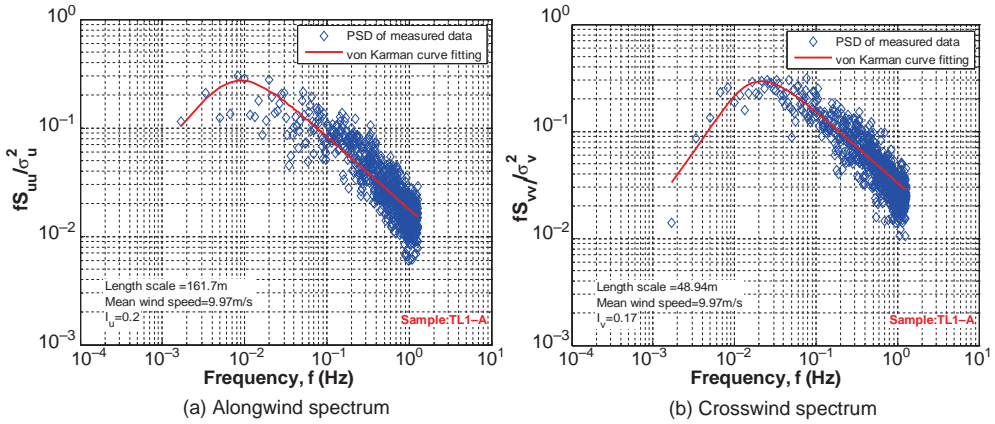 PSD of measured data
von Karman curve fitting
fS_uu/σ_u^2
10^0
10^−1
10^−2
10^−3
Length scale =161.7m
Mean wind speed=9.97m/s
I_u=0.2
Sample:TL1–A
10^−4 10^−3 10^−2 10^−1 10^0 10^1
Frequency, f (Hz)
(a) Alongwind spectrum
PSD of measured data
von Karman curve fitting
fS_vv/σ_v^2
10^0
10^−1
10^−2
10^−3
Length scale =48.94m
Mean wind speed=9.97m/s
I_v=0.17
Sample:TL1–A
10^−4 10^−3 10^−2 10^−1 10^0 10^1
Frequency, f (Hz)
(b) Crosswind spectrum